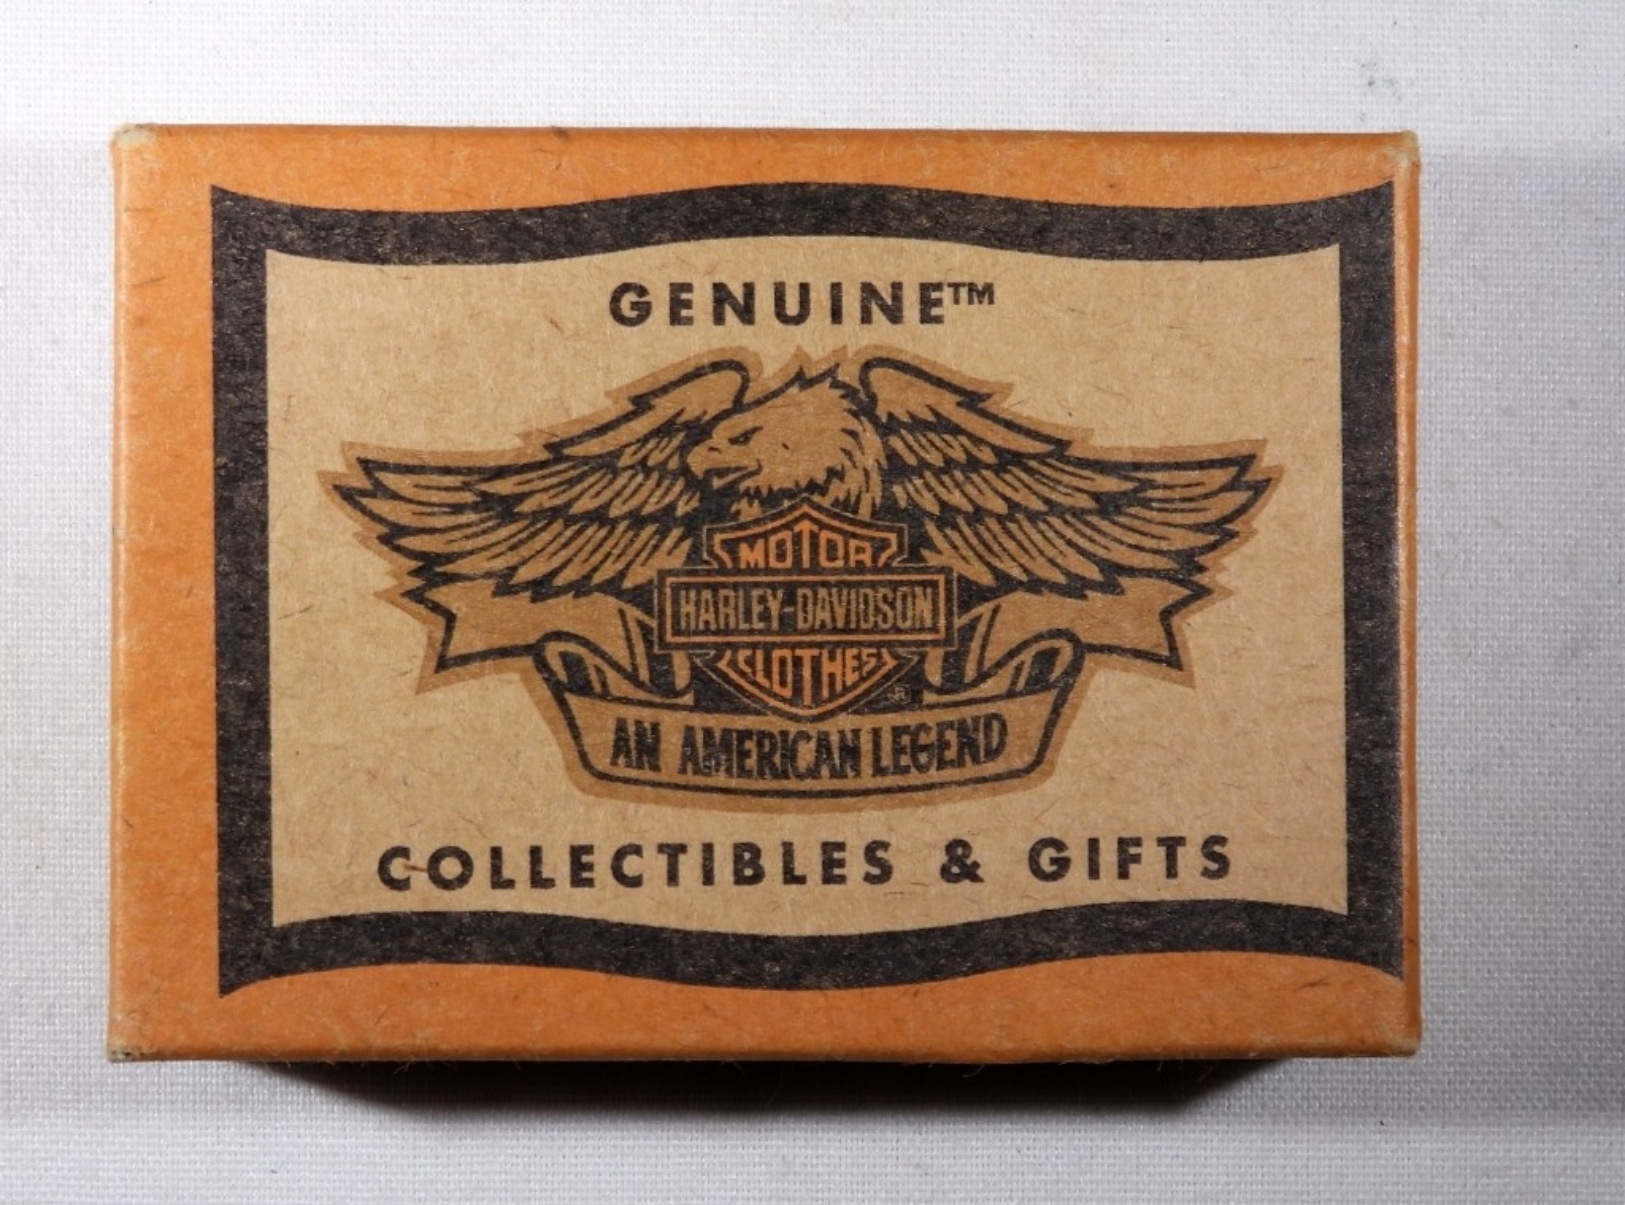 GENUINE™
MOTOR
HARLEY-DAVIDSON
CLOTHES
AN AMERICAN LEGEND
COLLECTIBLES & GIFTS